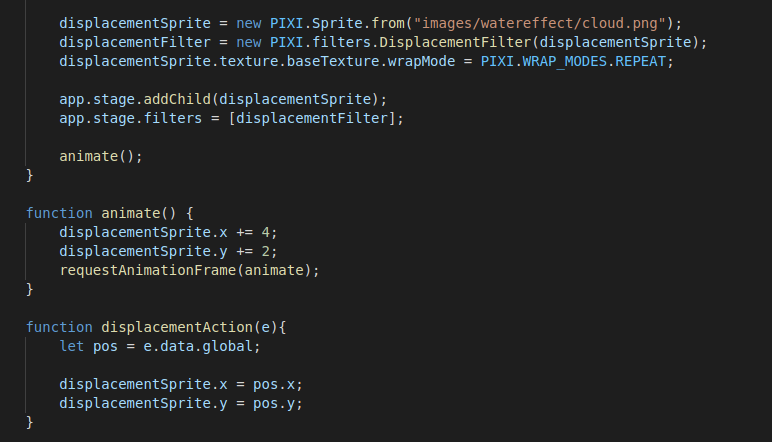 displacementSprite = new PIXI.Sprite.from("images/watereffect/cloud.png");
displacementFilter = new PIXI.filters.DisplacementFilter(displacementSprite);
displacementSprite.texture.baseTexture.wrapMode = PIXI.WRAP_MODES.REPEAT;
app.stage.addChild(displacementSprite);
app.stage.filters = [displacementFilter];
animate();
}
function animate() {
displacementSprite.x += 4;
displacementSprite.y += 2;
requestAnimationFrame(animate);
}
function displacementAction(e){
let pos = e.data.global;
displacementSprite.x = pos.x;
displacementSprite.y = pos.y;
}